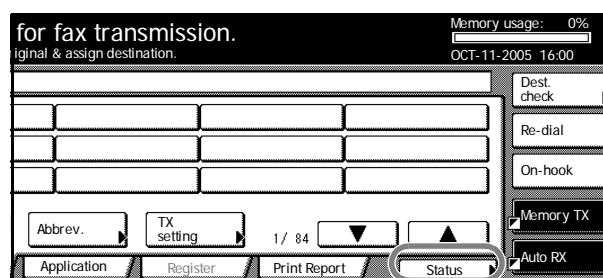 for fax transmission.
iginal & assign destination.
Memory usage: 0%
OCT-11-2005 16:00
Dest.
check
Re-dial
On-hook
Memory TX
Auto RX
Abbrev.
TX
setting
1/ 84
Application
Register
Print Report
Status